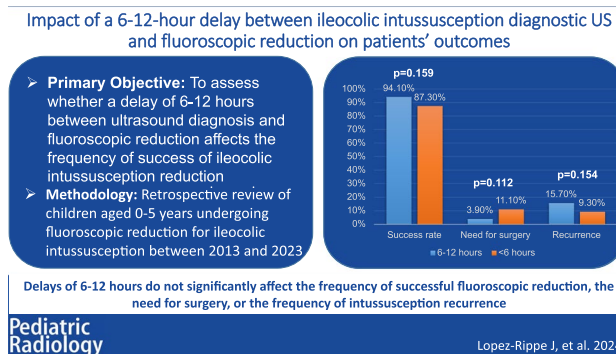 Impact of a 6-12-hour delay between ileocolic intussusception diagnostic US
and fluoroscopic reduction on patients' outcomes
➢ Primary Objective: To
assess
whether a delay of 6-12 hours
between ultrasound diagnosis and
fluoroscopic reduction affects the
frequency of success of ileocolic
intussusception reduction
➢ Methodology: Retrospective review of
children aged 0-5 years undergoing
fluoroscopic reduction for ileocolic
intussusception between 2013 and 2023
p=0.159
100%
90%
80%
70%
60%
50%
40%
30%
20%
10%
0%
94.10%
87.30%
p=0.112
3.90%
11.10%
p=0.154
15.70%
9.30%
Success rate
Need for surgery
Recurrence
6-12 hours
<6 hours
Delays of 6-12 hours do not significantly affect the frequency of successful fluoroscopic reduction, the
need for surgery, or the frequency of intussusception recurrence
Pediatric
Radiology
Lopez-Rippe J, et al.